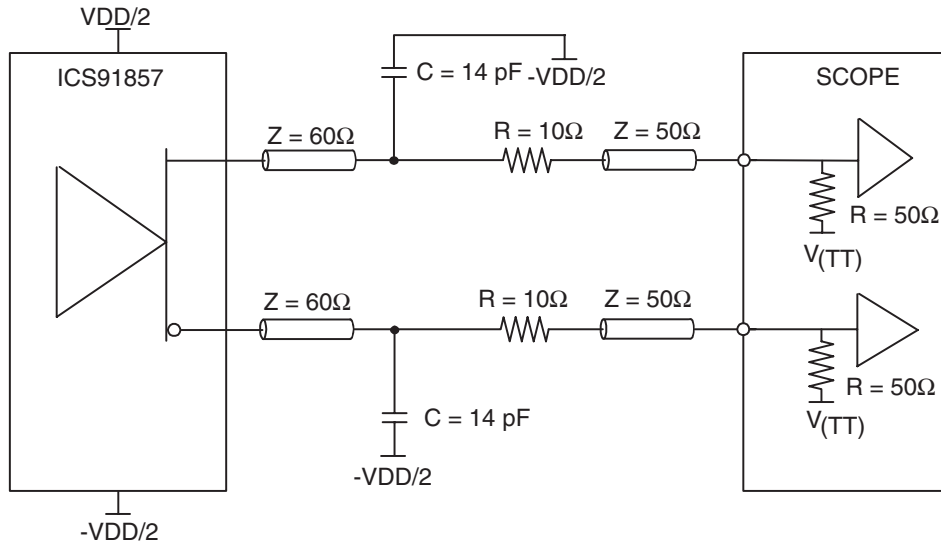 VDD/2
ICS91857
C = 14 pF
-VDD/2
SCOPE
Z = 60Ω
R = 10Ω
Z = 50Ω
R = 50Ω
V(TT)
Z = 60Ω
R = 10Ω
Z = 50Ω
R = 50Ω
V(TT)
C = 14 pF
-VDD/2
-VDD/2